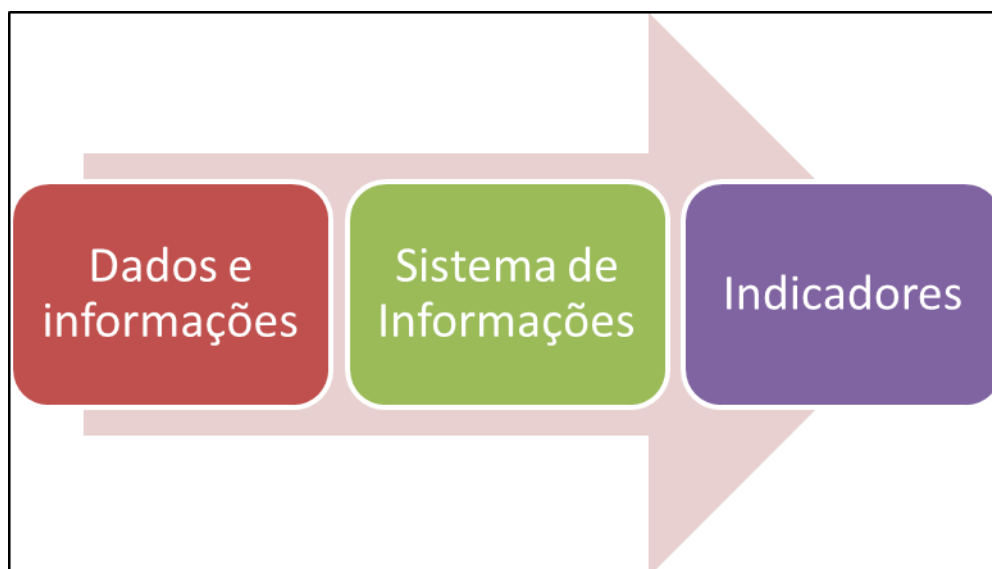 Dados e
informações
Sistema de
Informações
Indicadores